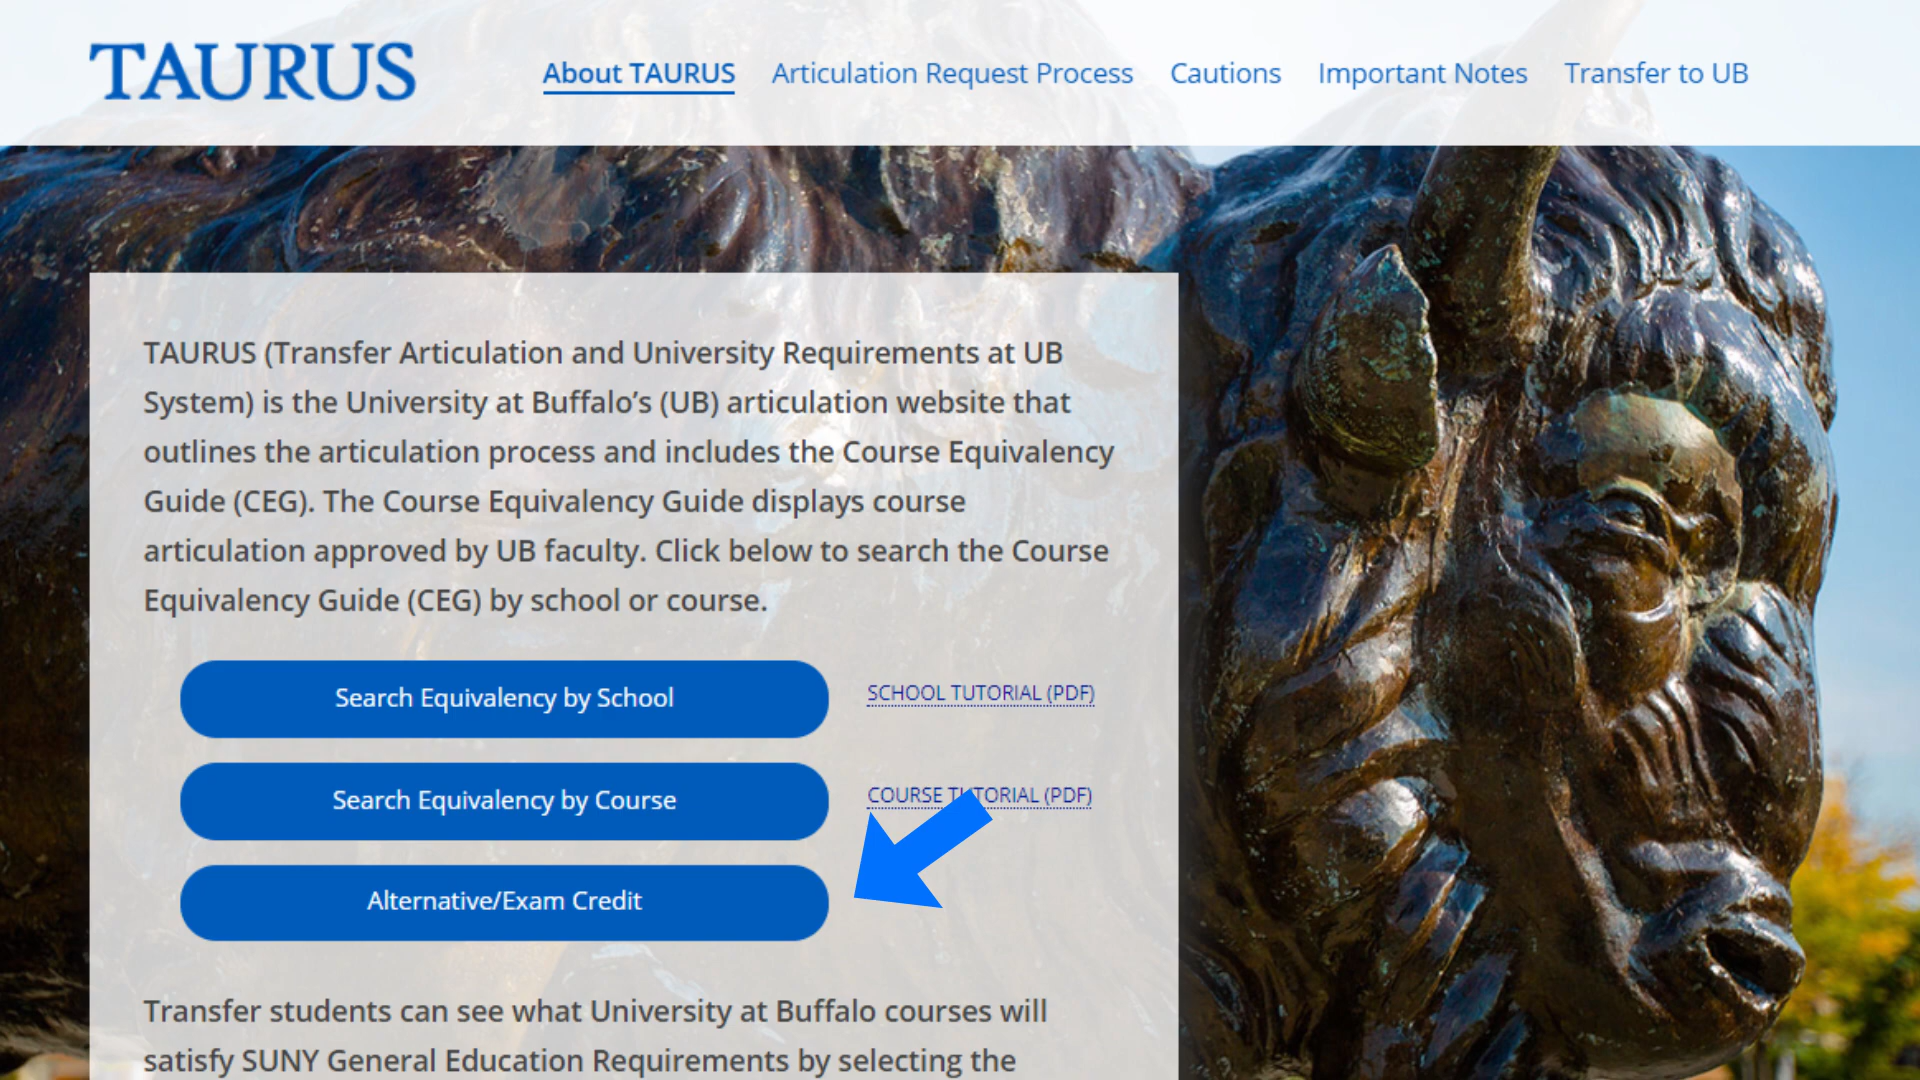 TAURUS
About TAURUS
Articulation Request Process
Cautions
Important Notes
Transfer to UB
TAURUS (Transfer Articulation and University Requirements at UB
System) is the University at Buffalo’s (UB) articulation website that
outlines the articulation process and includes the Course Equivalency
Guide (CEG). The Course Equivalency Guide displays course
articulation approved by UB faculty. Click below to search the Course
Equivalency Guide (CEG) by school or course.
Search Equivalency by School
SCHOOL TUTORIAL (PDF)
Search Equivalency by Course
COURSE TUTORIAL (PDF)
Alternative/Exam Credit
Transfer students can see what University at Buffalo courses will
satisfy SUNY General Education Requirements by selecting the